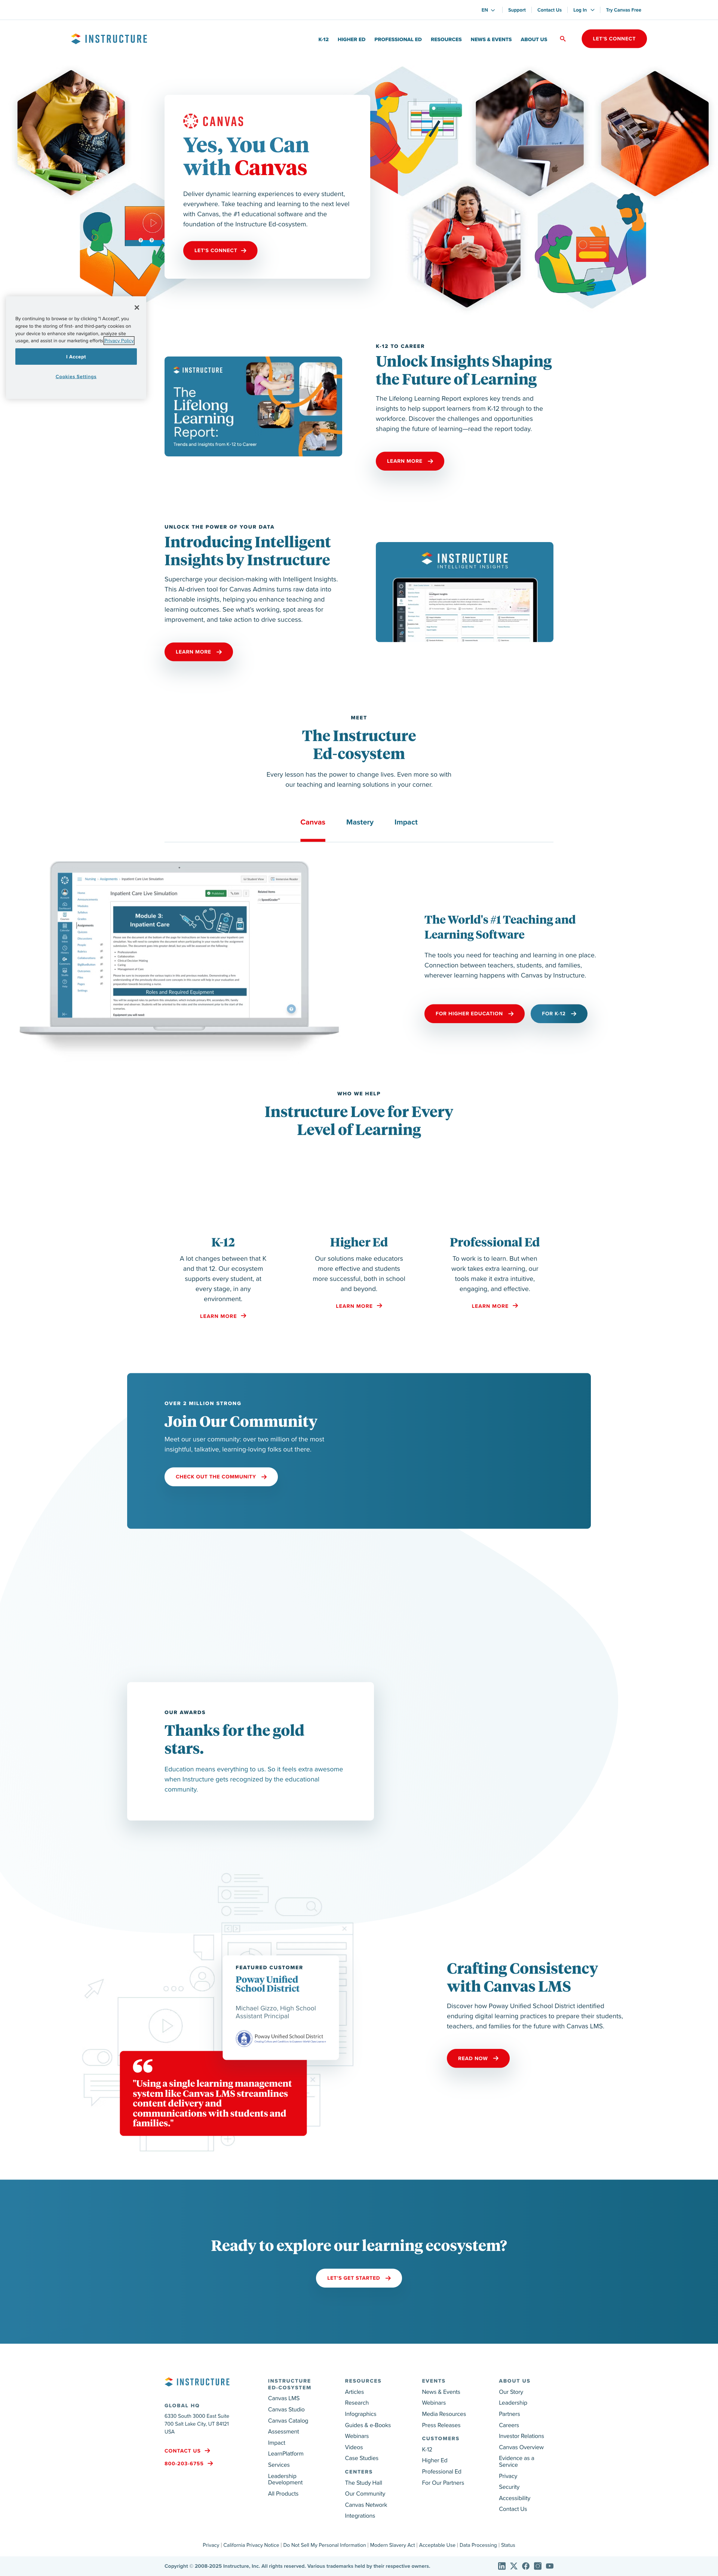 EN
Support
Contact Us
Log In
Try Canvas Free
INSTRUCTURE
K-12
HIGHER ED
PROFESSIONAL ED
RESOURCES
NEWS & EVENTS
ABOUT US
LET'S CONNECT
CANVAS
Yes, You Can
with Canvas
Deliver dynamic learning experiences to every student,
everywhere. Take teaching and learning to the next level
with Canvas, the #1 educational software and the
foundation of the Instructure Ed-cosystem.
LET'S CONNECT
By continuing to browse or by clicking "I Accept", you
agree to the storing of first- and third-party cookies on
your device to enhance site navigation, analyze site
usage, and assist in our marketing efforts. Privacy Policy
I Accept
Cookies Settings
INSTRUCTURE
The
Lifelong
Learning
Report:
Trends and Insights from K-12 to Career
K-12 TO CAREER
Unlock Insights Shaping
the Future of Learning
The Lifelong Learning Report explores key trends and
insights to help support learners from K-12 through to the
workforce. Discover the challenges and opportunities
shaping the future of learning—read the report today.
LEARN MORE
UNLOCK THE POWER OF YOUR DATA
Introducing Intelligent
Insights by Instructure
Supercharge your decision-making with Intelligent Insights.
This AI-driven tool for Canvas Admins turns raw data into
actionable insights, helping you enhance teaching and
learning outcomes. See what's working, spot areas for
improvement, and take action to drive success.
LEARN MORE
INSTRUCTURE
INTELLIGENT INSIGHTS
MEET
The Instructure
Ed-cosystem
Every lesson has the power to change lives. Even more so with
our teaching and learning solutions in your corner.
Canvas
Mastery
Impact
Inpatient Care Live Simulation
Module 3:
Inpatient Care
Roles and Required Equipment
The World's #1 Teaching and
Learning Software
The tools you need for teaching and learning in one place.
Connection between teachers, students, and families,
wherever learning happens with Canvas by Instructure.
FOR HIGHER EDUCATION
FOR K-12
WHO WE HELP
Instructure Love for Every
Level of Learning
K-12
A lot changes between that K
and that 12. Our ecosystem
supports every student, at
every stage, in any
environment.
LEARN MORE
Higher Ed
Our solutions make educators
more effective and students
more successful, both in school
and beyond.
LEARN MORE
Professional Ed
To work is to learn. But when
work takes extra learning, our
tools make it extra intuitive,
engaging, and effective.
LEARN MORE
OVER 2 MILLION STRONG
Join Our Community
Meet our user community: over two million of the most
insightful, talkative, learning-loving folks out there.
CHECK OUT THE COMMUNITY
OUR AWARDS
Thanks for the gold
stars.
Education means everything to us. So it feels extra awesome
when Instructure gets recognized by the educational
community.
FEATURED CUSTOMER
Poway Unified
School District
Michael Gizzo, High School
Assistant Principal
Poway Unified School District
"Using a single learning management
system like Canvas LMS streamlines
content delivery and
communications with students and
families."
Crafting Consistency
with Canvas LMS
Discover how Poway Unified School District identified
enduring digital learning practices to prepare their students,
teachers, and families for the future with Canvas LMS.
READ NOW
Ready to explore our learning ecosystem?
LET'S GET STARTED
INSTRUCTURE
GLOBAL HQ
6330 South 3000 East Suite
700 Salt Lake City, UT 84121
USA
CONTACT US
800-203-6755
INSTRUCTURE
ED-COSYSTEM
Canvas LMS
Canvas Studio
Canvas Catalog
Assessment
Impact
LearnPlatform
Services
Leadership
Development
All Products
RESOURCES
Articles
Research
Infographics
Guides & e-Books
Webinars
Videos
Case Studies
CENTERS
The Study Hall
Our Community
Canvas Network
Integrations
EVENTS
News & Events
Webinars
Media Resources
Press Releases
CUSTOMERS
K-12
Higher Ed
Professional Ed
For Our Partners
ABOUT US
Our Story
Leadership
Partners
Careers
Investor Relations
Canvas Overview
Evidence as a
Service
Privacy
Security
Accessibility
Contact Us
Privacy | California Privacy Notice | Do Not Sell My Personal Information | Modern Slavery Act | Acceptable Use | Data Processing | Status
Copyright © 2008-2025 Instructure, Inc. All rights reserved. Various trademarks held by their respective owners.